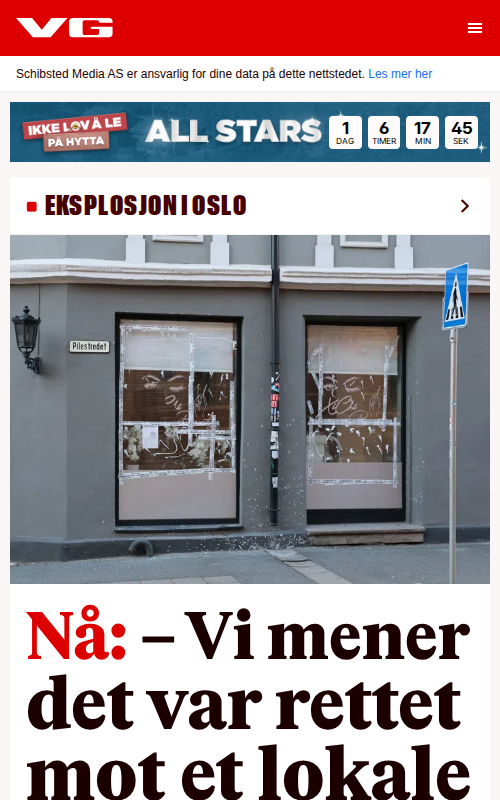 VG
Schibsted Media AS er ansvarlig for dine data på dette nettstedet. Les mer her
IKKE LOV Å LE
PÅ HYTTA
ALL STARS
1 6 17 45
DAG TIMER MIN SEK
EKSPLOSJON I OSLO
Pilestredet
Nå: – Vi mener
det var rettet
mot et lokale